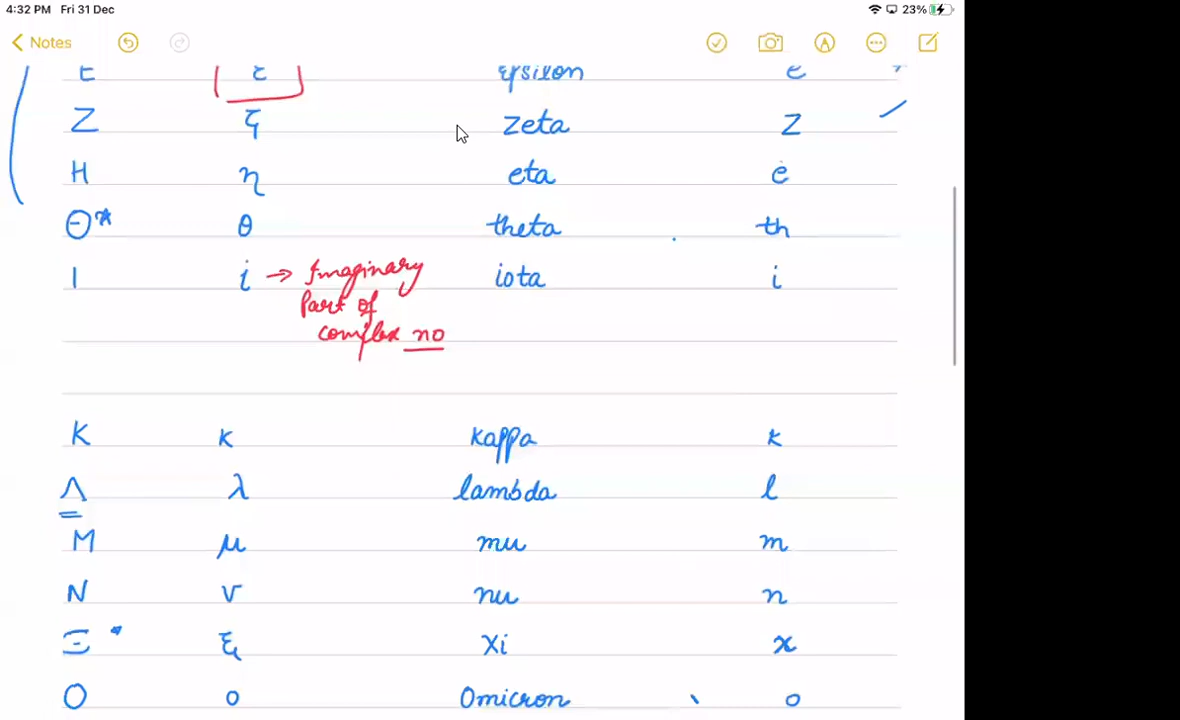 4:32 PM Fri 31 Dec 23%
Notes
E ε epsilon e
Z ζ zeta z
H η eta e
Θ* θ theta th
I i → Imaginary iota i
Part of
complex no
K κ kappa k
Λ λ lambda l
M μ mu m
N ν nu n
Ξ ξ Xi x
O o Omicron o